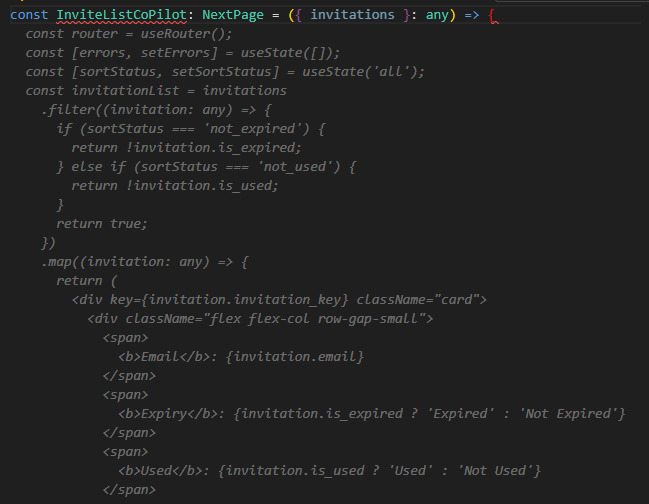 const InviteListCoPilot: NextPage = ({ invitations }: any) => {
  const router = useRouter();
  const [errors, setErrors] = useState([]);
  const [sortStatus, setSortStatus] = useState('all');
  const invitationList = invitations
    .filter((invitation: any) => {
      if (sortStatus === 'not_expired') {
        return !invitation.is_expired;
      } else if (sortStatus === 'not_used') {
        return !invitation.is_used;
      }
      return true;
    })
    .map((invitation: any) => {
      return (
        <div key={invitation.invitation_key} className="card">
          <div className="flex flex-col row-gap-small">
            <span>
              <b>Email</b>: {invitation.email}
            </span>
            <span>
              <b>Expiry</b>: {invitation.is_expired ? 'Expired' : 'Not Expired'}
            </span>
            <span>
              <b>Used</b>: {invitation.is_used ? 'Used' : 'Not Used'}
            </span>